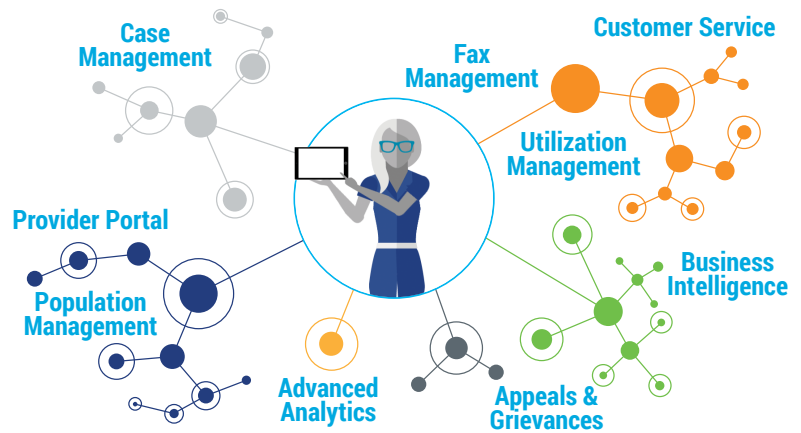 Case
Management
Fax
Management
Customer Service
Utilization
Management
Provider Portal
Population
Management
Business
Intelligence
Advanced
Analytics
Appeals &
Grievances